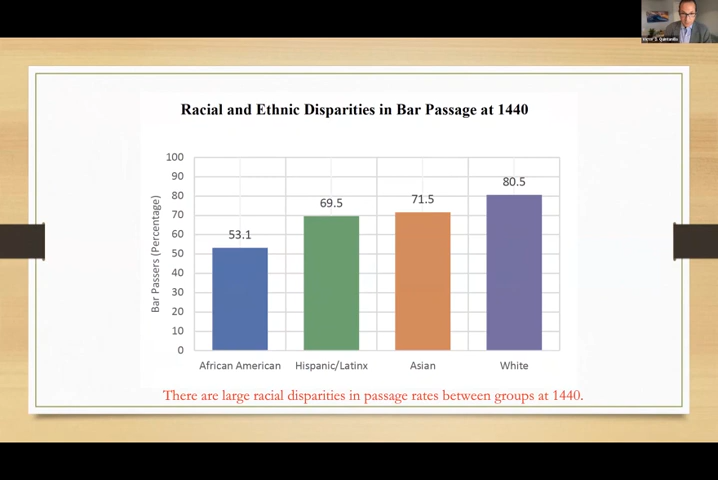 Racial and Ethnic Disparities in Bar Passage at 1440
Bar Passers (Percentage)
100
90
80
70
60
50
40
30
20
10
0
53.1
69.5
71.5
80.5
African American
Hispanic/Latinx
Asian
White
There are large racial disparities in passage rates between groups at 1440.